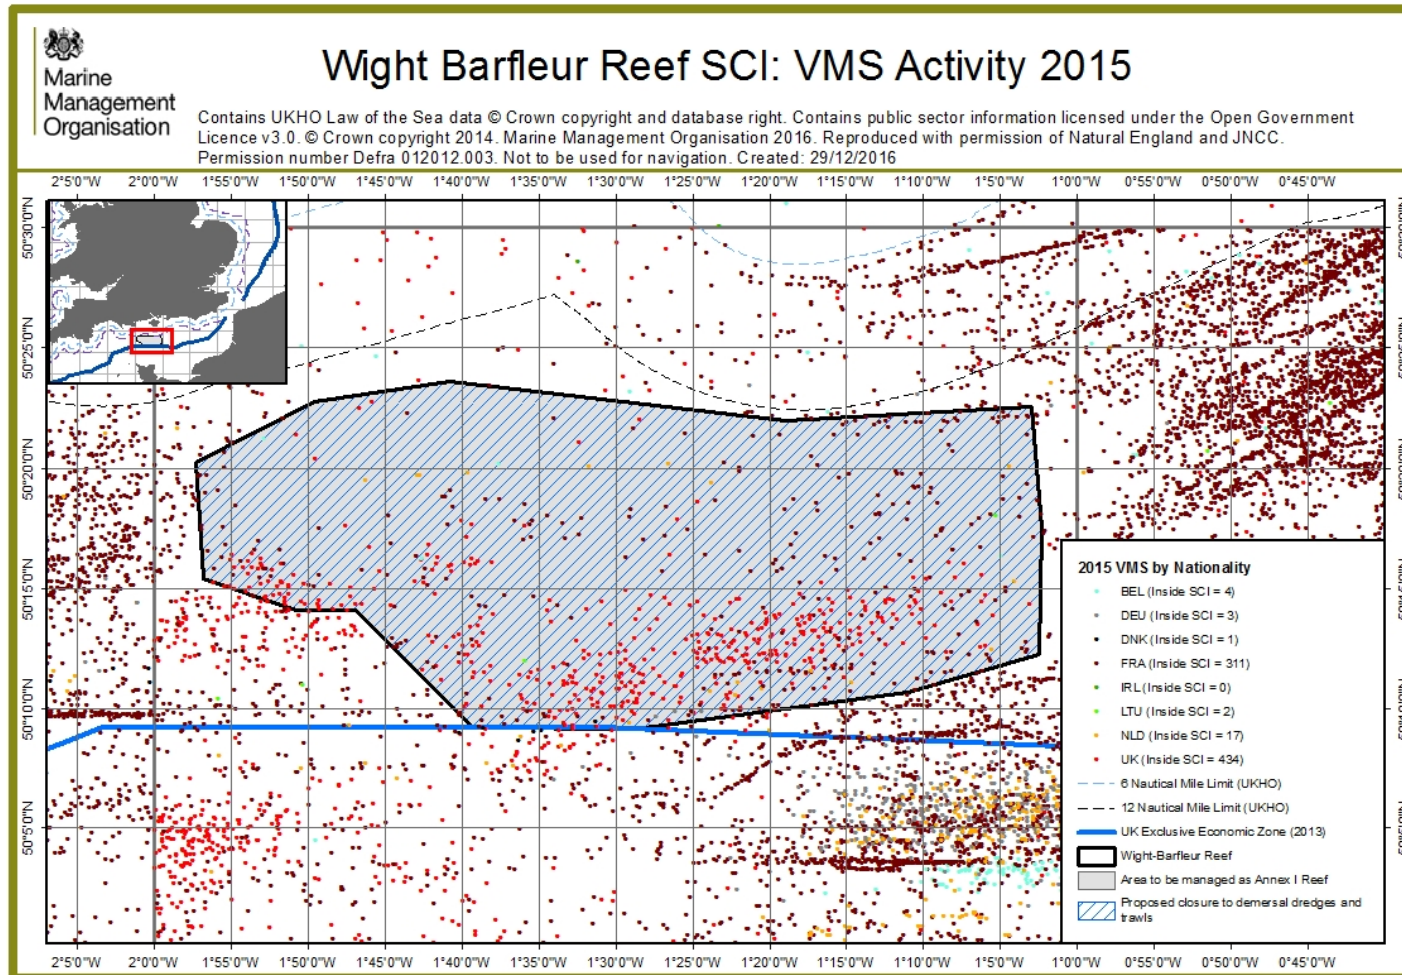 Marine
Management
Organisation
Wight Barfleur Reef SCI: VMS Activity 2015
Contains UKHO Law of the Sea data © Crown copyright and database right. Contains public sector information licensed under the Open Government
Licence v3.0. © Crown copyright 2014. Marine Management Organisation 2016. Reproduced with permission of Natural England and JNCC.
Permission number Defra 012012.003. Not to be used for navigation. Created: 29/12/2016
2°5'0"W 2°0'0"W 1°55'0"W 1°50'0"W 1°45'0"W 1°40'0"W 1°35'0"W 1°30'0"W 1°25'0"W 1°20'0"W 1°15'0"W 1°10'0"W 1°5'0"W 1°0'0"W 0°55'0"W 0°50'0"W 0°45'0"W
50°30'0"N
50°25'0"N
50°20'0"N
50°15'0"N
50°10'0"N
50°5'0"N
2015 VMS by Nationality
BEL (Inside SCI = 4)
DEU (Inside SCI = 3)
DNK (Inside SCI = 1)
FRA (Inside SCI = 311)
IRL (Inside SCI = 0)
LTU (Inside SCI = 2)
NLD (Inside SCI = 17)
UK (Inside SCI = 434)
6 Nautical Mile Limit (UKHO)
12 Nautical Mile Limit (UKHO)
UK Exclusive Economic Zone (2013)
Wight-Barfleur Reef
Area to be managed as Annex I Reef
Proposed closure to demersal dredges and
trawls
2°5'0"W 2°0'0"W 1°55'0"W 1°50'0"W 1°45'0"W 1°40'0"W 1°35'0"W 1°30'0"W 1°25'0"W 1°20'0"W 1°15'0"W 1°10'0"W 1°5'0"W 1°0'0"W 0°55'0"W 0°50'0"W 0°45'0"W